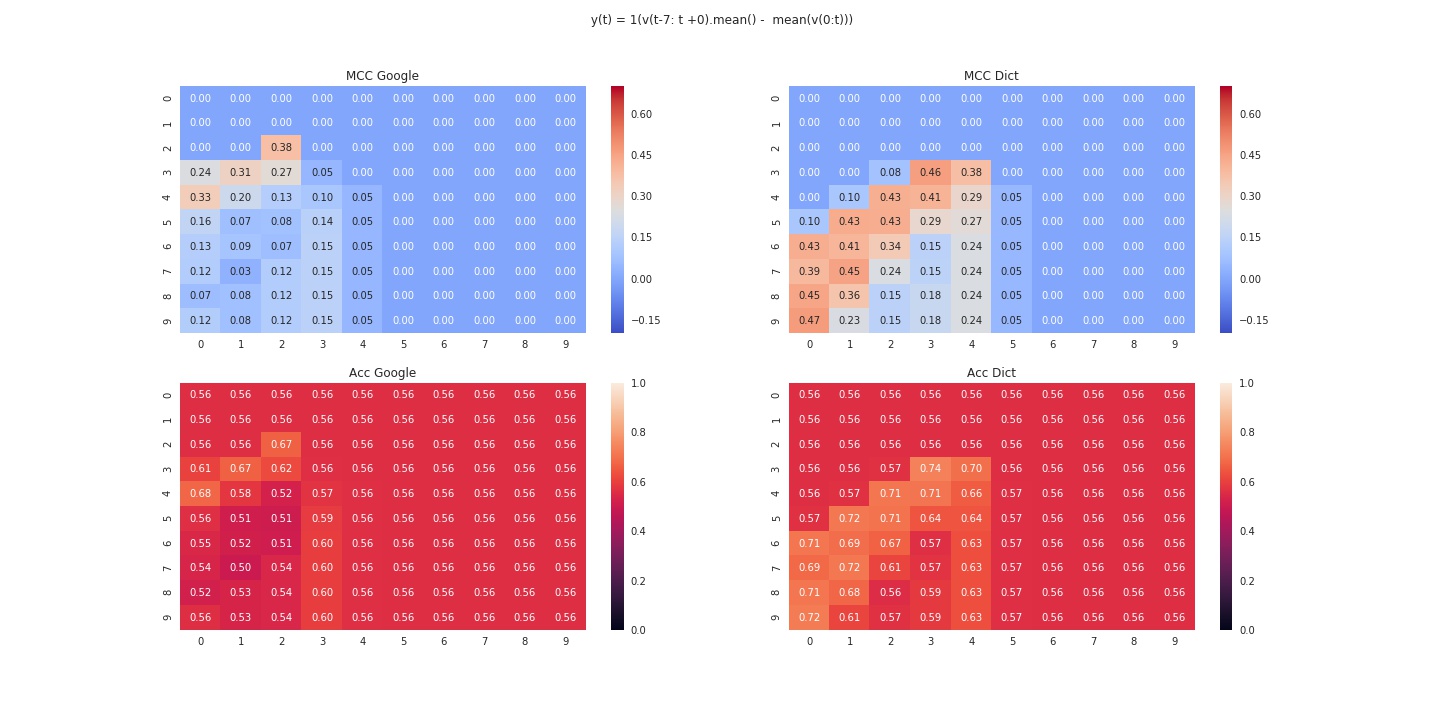 y(t) = 1(v(t-7: t +0).mean() -  mean(v(0:t)))
MCC Google
0 0.00 0.00 0.00 0.00 0.00 0.00 0.00 0.00 0.00 0.00
1 0.00 0.00 0.00 0.00 0.00 0.00 0.00 0.00 0.00 0.00
2 0.00 0.00 0.38 0.00 0.00 0.00 0.00 0.00 0.00 0.00
3 0.24 0.31 0.27 0.05 0.00 0.00 0.00 0.00 0.00 0.00
4 0.33 0.20 0.13 0.10 0.05 0.00 0.00 0.00 0.00 0.00
5 0.16 0.07 0.08 0.14 0.05 0.00 0.00 0.00 0.00 0.00
6 0.13 0.09 0.07 0.15 0.05 0.00 0.00 0.00 0.00 0.00
7 0.12 0.03 0.12 0.15 0.05 0.00 0.00 0.00 0.00 0.00
8 0.07 0.08 0.12 0.15 0.05 0.00 0.00 0.00 0.00 0.00
9 0.12 0.08 0.12 0.15 0.05 0.00 0.00 0.00 0.00 0.00
0 1 2 3 4 5 6 7 8 9
0.60
0.45
0.30
0.15
0.00
−0.15
MCC Dict
0 0.00 0.00 0.00 0.00 0.00 0.00 0.00 0.00 0.00 0.00
1 0.00 0.00 0.00 0.00 0.00 0.00 0.00 0.00 0.00 0.00
2 0.00 0.00 0.00 0.00 0.00 0.00 0.00 0.00 0.00 0.00
3 0.00 0.00 0.08 0.46 0.38 0.00 0.00 0.00 0.00 0.00
4 0.00 0.10 0.43 0.41 0.29 0.05 0.00 0.00 0.00 0.00
5 0.10 0.43 0.43 0.29 0.27 0.05 0.00 0.00 0.00 0.00
6 0.43 0.41 0.34 0.15 0.24 0.05 0.00 0.00 0.00 0.00
7 0.39 0.45 0.24 0.15 0.24 0.05 0.00 0.00 0.00 0.00
8 0.45 0.36 0.15 0.18 0.24 0.05 0.00 0.00 0.00 0.00
9 0.47 0.23 0.15 0.18 0.24 0.05 0.00 0.00 0.00 0.00
0 1 2 3 4 5 6 7 8 9
0.60
0.45
0.30
0.15
0.00
−0.15
Acc Google
0 0.56 0.56 0.56 0.56 0.56 0.56 0.56 0.56 0.56 0.56
1 0.56 0.56 0.56 0.56 0.56 0.56 0.56 0.56 0.56 0.56
2 0.56 0.56 0.67 0.56 0.56 0.56 0.56 0.56 0.56 0.56
3 0.61 0.67 0.62 0.56 0.56 0.56 0.56 0.56 0.56 0.56
4 0.68 0.58 0.52 0.57 0.56 0.56 0.56 0.56 0.56 0.56
5 0.56 0.51 0.51 0.59 0.56 0.56 0.56 0.56 0.56 0.56
6 0.55 0.52 0.51 0.60 0.56 0.56 0.56 0.56 0.56 0.56
7 0.54 0.50 0.54 0.60 0.56 0.56 0.56 0.56 0.56 0.56
8 0.52 0.53 0.54 0.60 0.56 0.56 0.56 0.56 0.56 0.56
9 0.56 0.53 0.54 0.60 0.56 0.56 0.56 0.56 0.56 0.56
0 1 2 3 4 5 6 7 8 9
1.0
0.8
0.6
0.4
0.2
0.0
Acc Dict
0 0.56 0.56 0.56 0.56 0.56 0.56 0.56 0.56 0.56 0.56
1 0.56 0.56 0.56 0.56 0.56 0.56 0.56 0.56 0.56 0.56
2 0.56 0.56 0.56 0.56 0.56 0.56 0.56 0.56 0.56 0.56
3 0.56 0.56 0.57 0.74 0.70 0.56 0.56 0.56 0.56 0.56
4 0.56 0.57 0.71 0.71 0.66 0.57 0.56 0.56 0.56 0.56
5 0.57 0.72 0.71 0.64 0.64 0.57 0.56 0.56 0.56 0.56
6 0.71 0.69 0.67 0.57 0.63 0.57 0.56 0.56 0.56 0.56
7 0.69 0.72 0.61 0.57 0.63 0.57 0.56 0.56 0.56 0.56
8 0.71 0.68 0.56 0.59 0.63 0.57 0.56 0.56 0.56 0.56
9 0.72 0.61 0.57 0.59 0.63 0.57 0.56 0.56 0.56 0.56
0 1 2 3 4 5 6 7 8 9
1.0
0.8
0.6
0.4
0.2
0.0